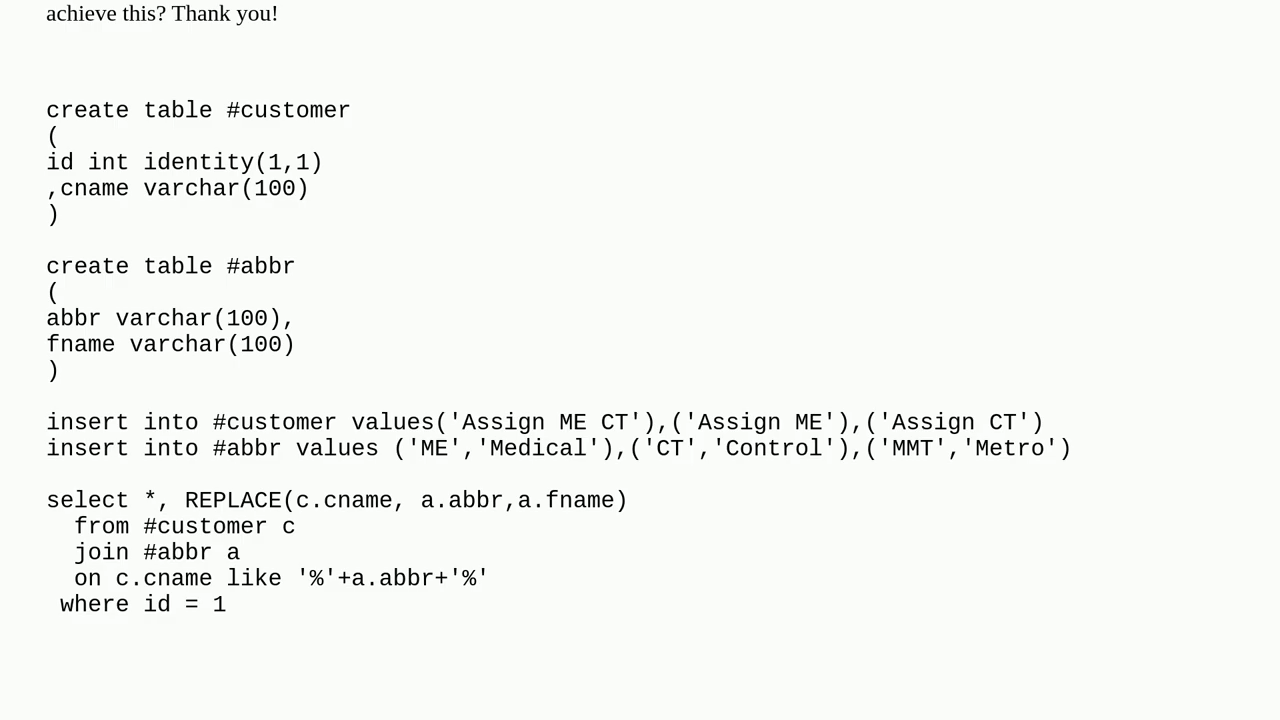 achieve this? Thank you!
create table #customer
(
id int identity(1,1)
,cname varchar(100)
)
create table #abbr
(
abbr varchar(100),
fname varchar(100)
)
insert into #customer values('Assign ME CT'),('Assign ME'),('Assign CT')
insert into #abbr values ('ME','Medical'),('CT','Control'),('MMT','Metro')
select *, REPLACE(c.cname, a.abbr,a.fname)
  from #customer c
  join #abbr a
  on c.cname like '%'+a.abbr+'%'
 where id = 1